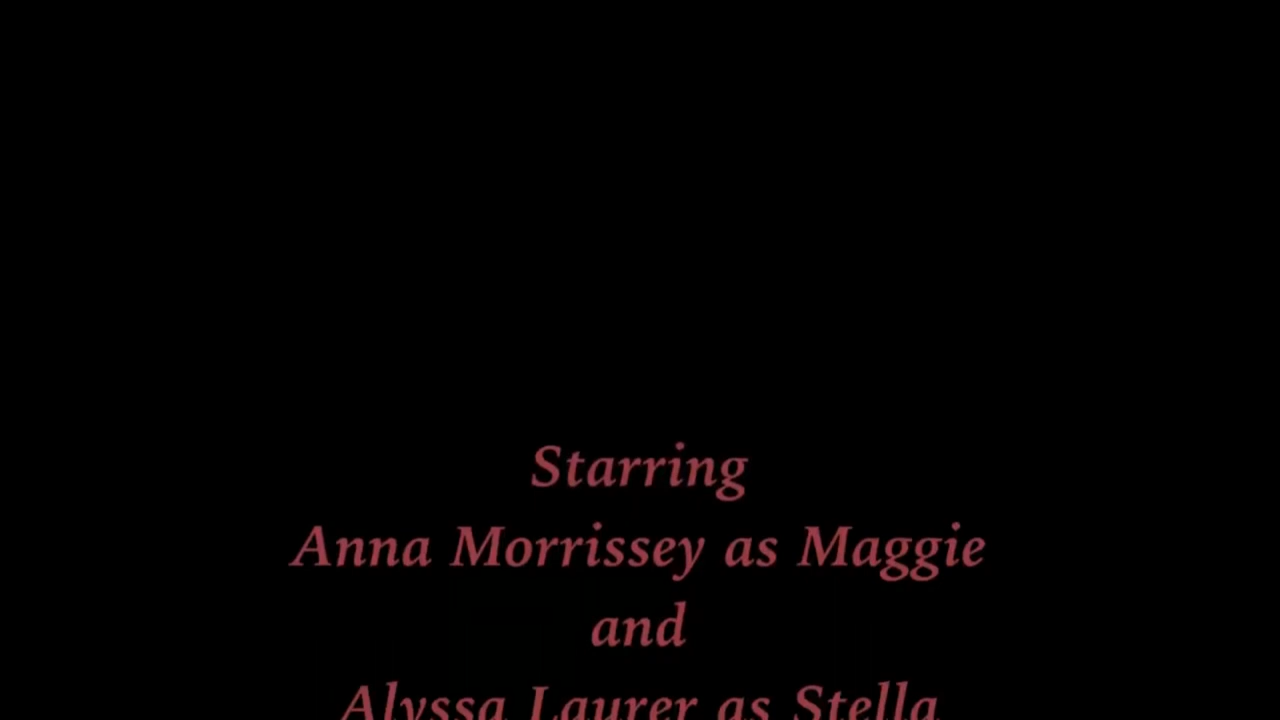 Starring
Anna Morrissey as Maggie
and
Alyssa Laurer as Stella